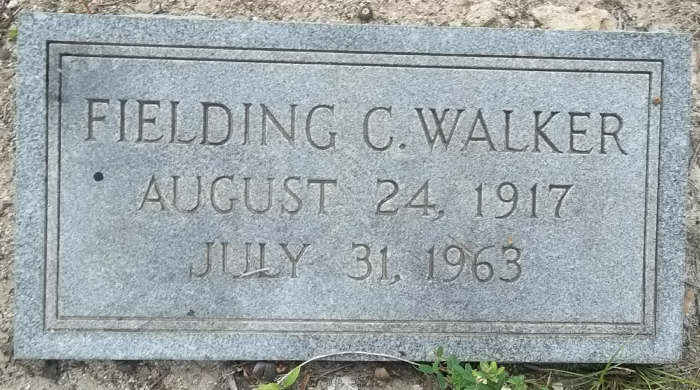 FIELDING C. WALKER
AUGUST 24, 1917
JULY 31, 1963